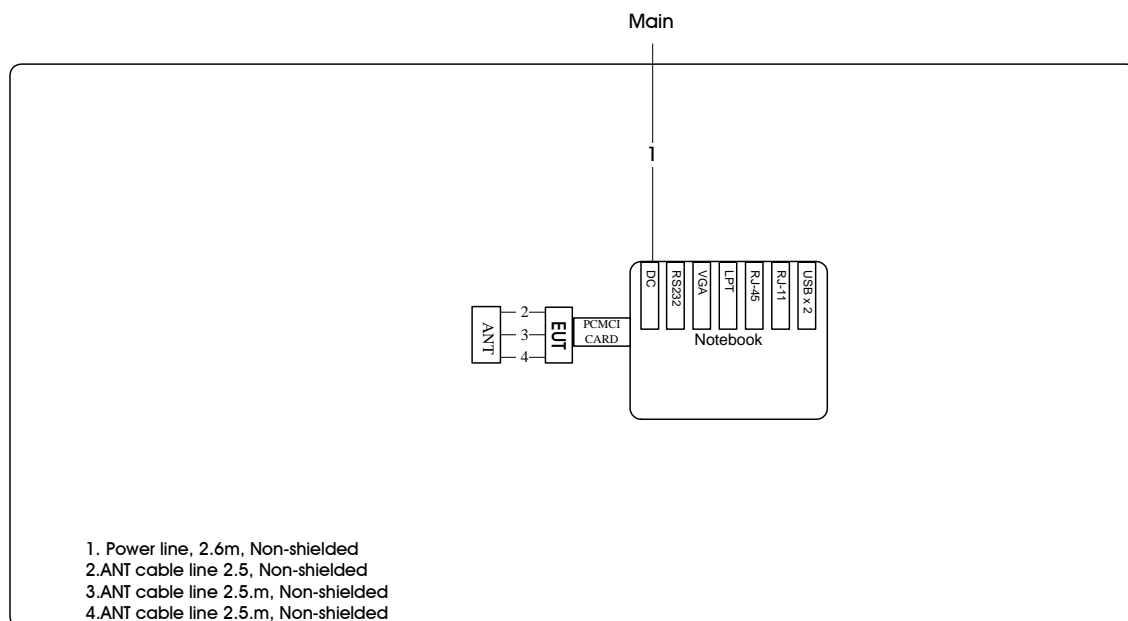 Main
1
DC
RS232
VGA
LPT
RJ-45
RJ-11
USB x 2
Notebook
ANT
2
3
4
EUT
PCMCI
CARD
1. Power line, 2.6m, Non-shielded
2.ANT cable line 2.5, Non-shielded
3.ANT cable line 2.5.m, Non-shielded
4.ANT cable line 2.5.m, Non-shielded